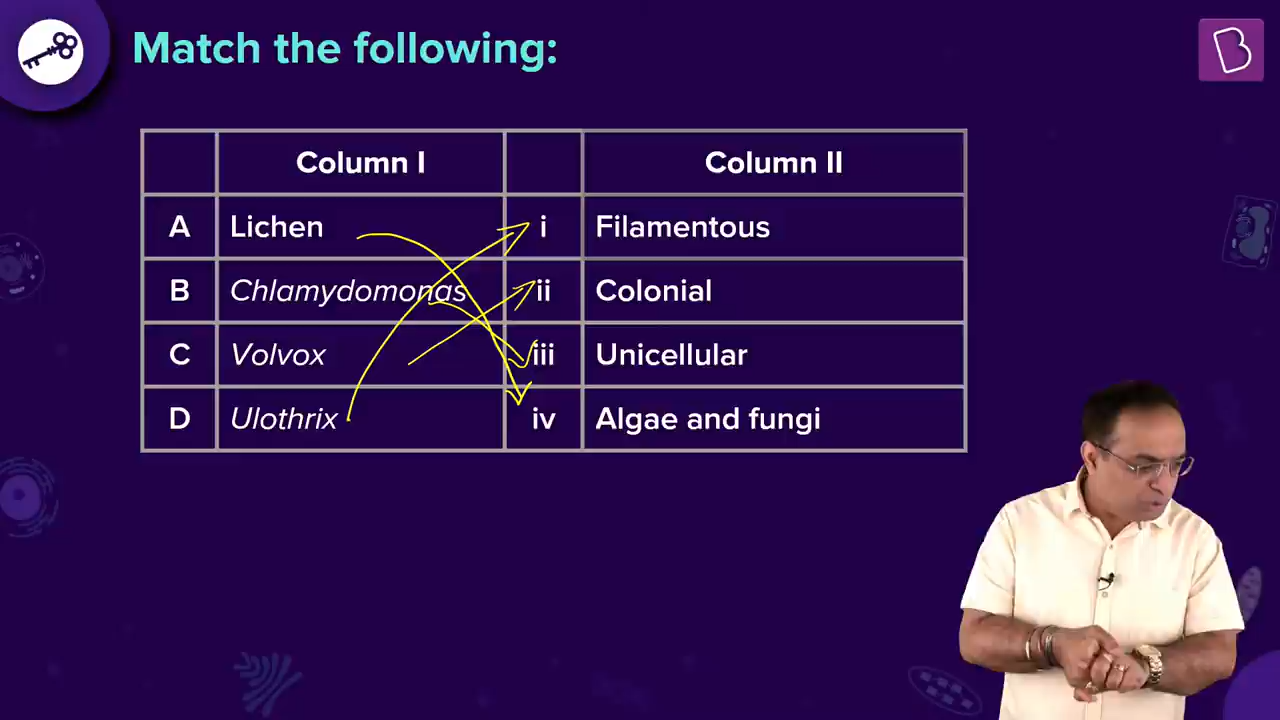 Match the following:
Column I Column II
A Lichen i Filamentous
B Chlamydomonas ii Colonial
C Volvox iii Unicellular
D Ulothrix iv Algae and fungi
B